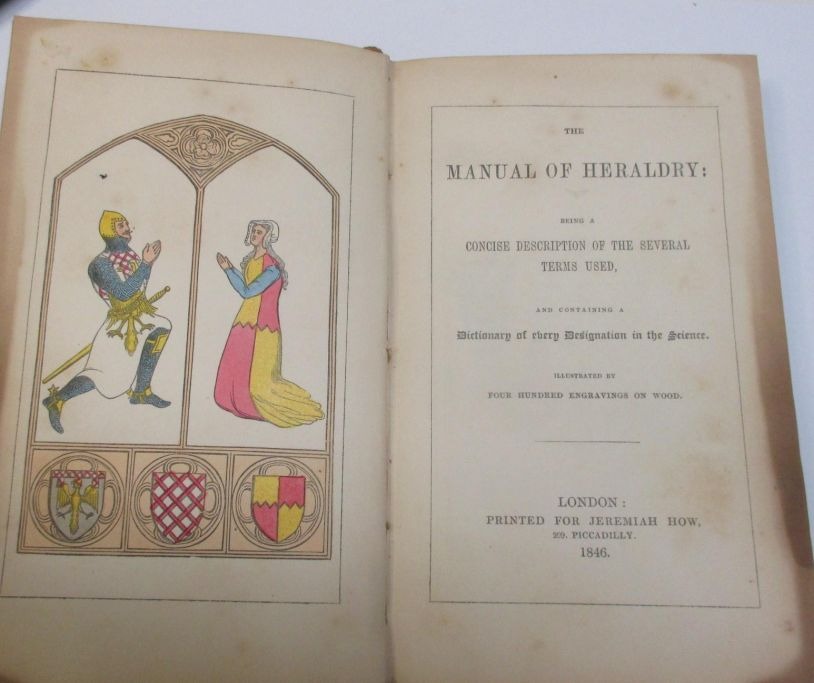 THE
MANUAL OF HERALDRY:
BEING A
CONCISE DESCRIPTION OF THE SEVERAL
TERMS USED,
AND CONTAINING A
Dictionary of every Designation in the Science.
ILLUSTRATED BY
FOUR HUNDRED ENGRAVINGS ON WOOD.
LONDON:
PRINTED FOR JEREMIAH HOW,
209. PICCADILLY.
1846.